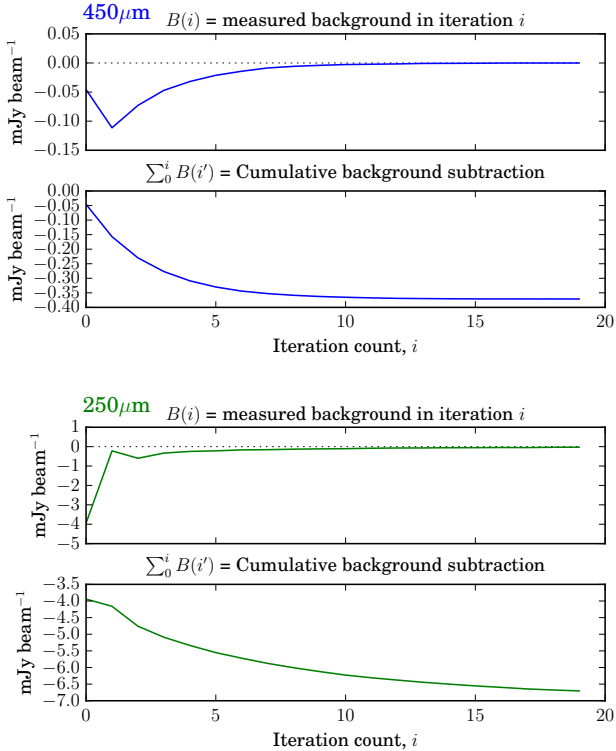 450μm
B(i) = measured background in iteration i
mJy beam⁻¹
0.05
0.00
−0.05
−0.10
−0.15
∑₀ⁱ B(i′) = Cumulative background subtraction
mJy beam⁻¹
0.00
−0.05
−0.10
−0.15
−0.20
−0.25
−0.30
−0.35
−0.40
0 5 10 15 20
Iteration count, i
250μm
B(i) = measured background in iteration i
mJy beam⁻¹
1
0
−1
−2
−3
−4
−5
∑₀ⁱ B(i′) = Cumulative background subtraction
mJy beam⁻¹
−3.5
−4.0
−4.5
−5.0
−5.5
−6.0
−6.5
−7.0
0 5 10 15 20
Iteration count, i